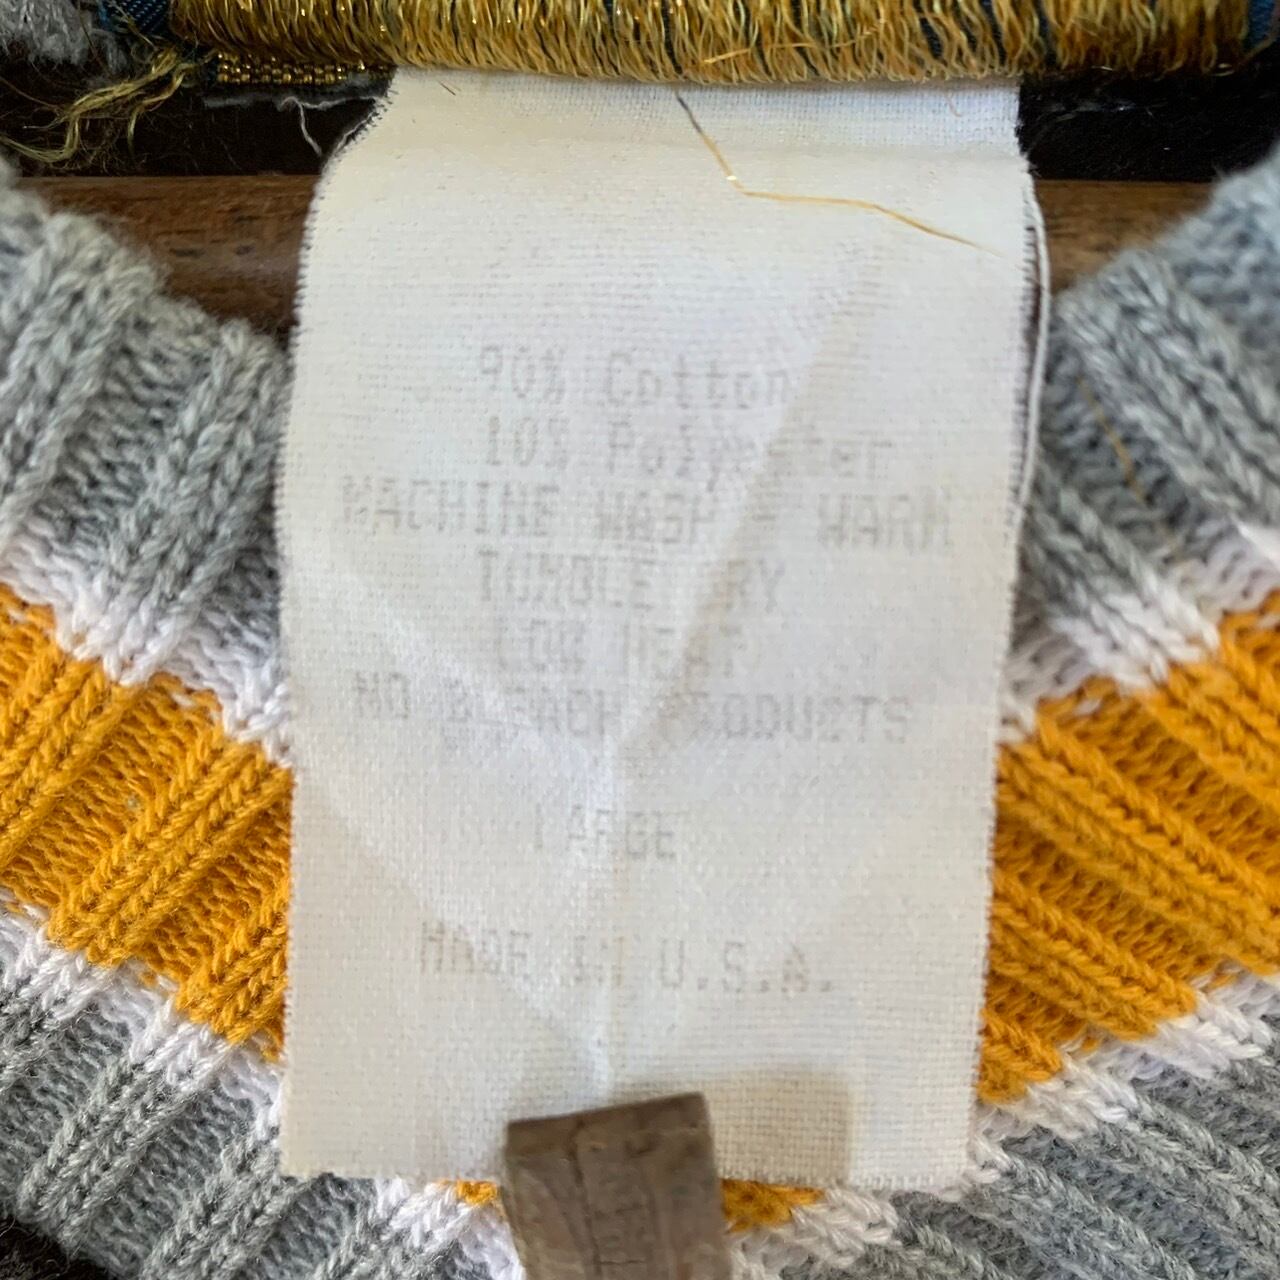 90% Cotton
10% Polyester
MACHINE WASH - WARM
TUMBLE DRY
LOW HEAT
NO BLEACH PRODUCTS
LARGE
MADE IN U.S.A.